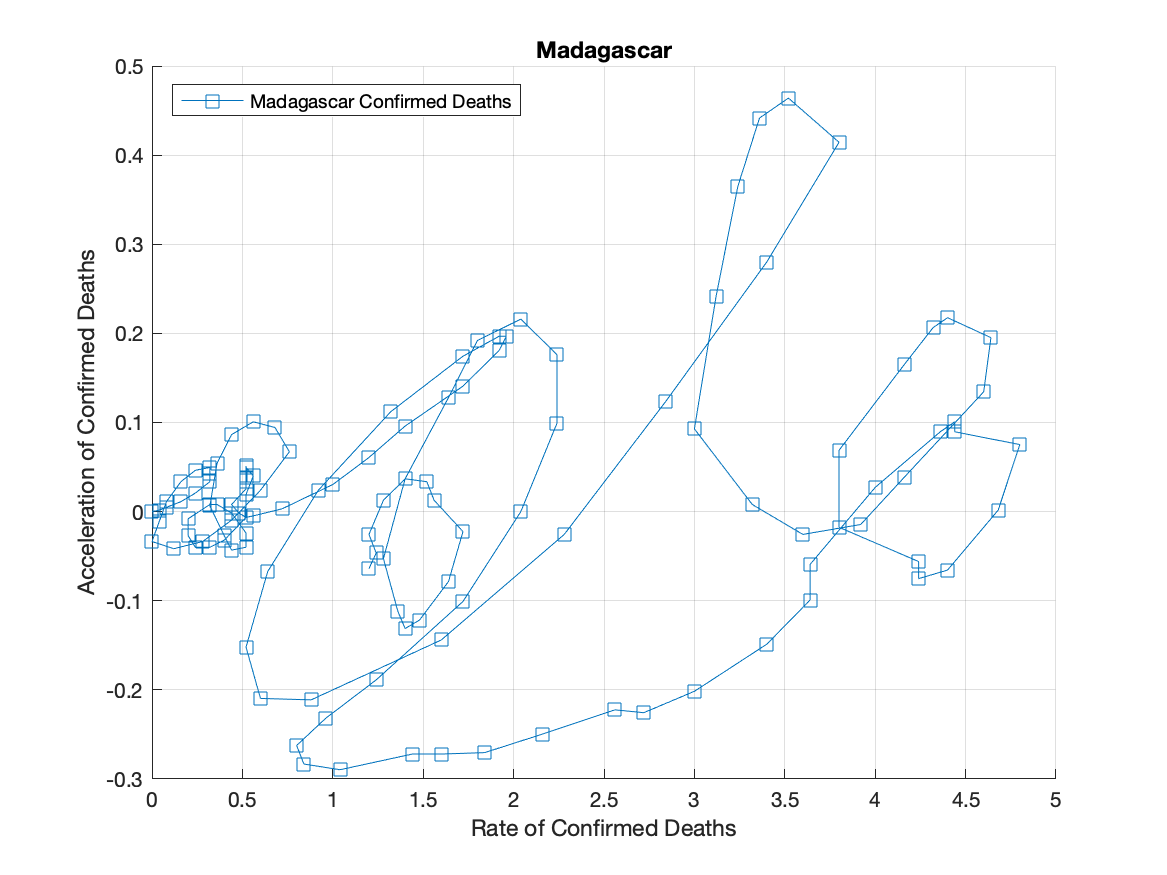 Madagascar
Madagascar Confirmed Deaths
0.5
0.4
0.3
0.2
0.1
0
-0.1
-0.2
-0.3
Acceleration of Confirmed Deaths
0 0.5 1 1.5 2 2.5 3 3.5 4 4.5 5
Rate of Confirmed Deaths